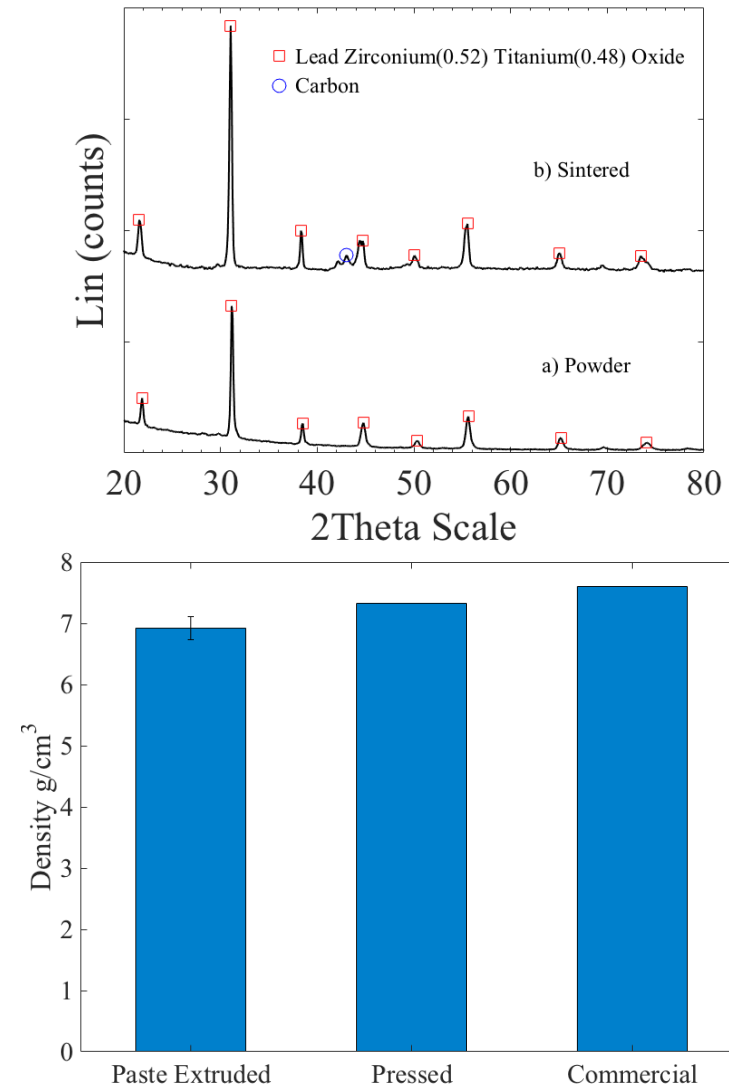 Lead Zirconium(0.52) Titanium(0.48) Oxide
Carbon
b) Sintered
Lin (counts)
a) Powder
20 30 40 50 60 70 80
2Theta Scale
8
7
6
5
4
3
2
1
0
Density g/cm³
Paste Extruded Pressed Commercial